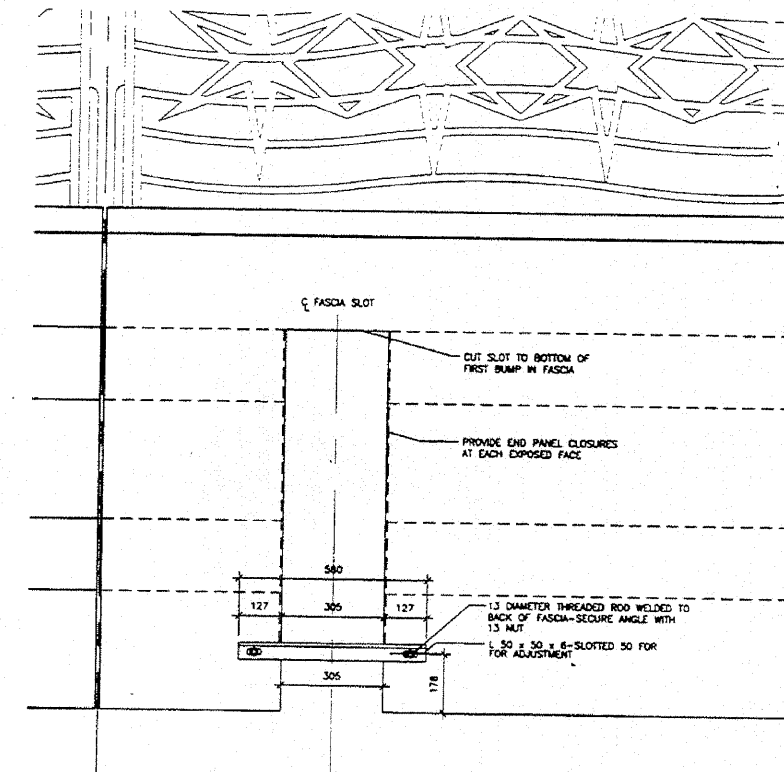 ℄ FASCIA SLOT
CUT SLOT TO BOTTOM OF
FIRST BUMP IN FASCIA
PROVIDE END PANEL CLOSURES
AT EACH EXPOSED FACE
580
127
305
127
13 DIAMETER THREADED ROD WELDED TO
BACK OF FASCIA-SECURE ANGLE WITH
13 NUT
L 50 x 50 x 6-SLOTTED 50 FOR
FOR ADJUSTMENT
305
178